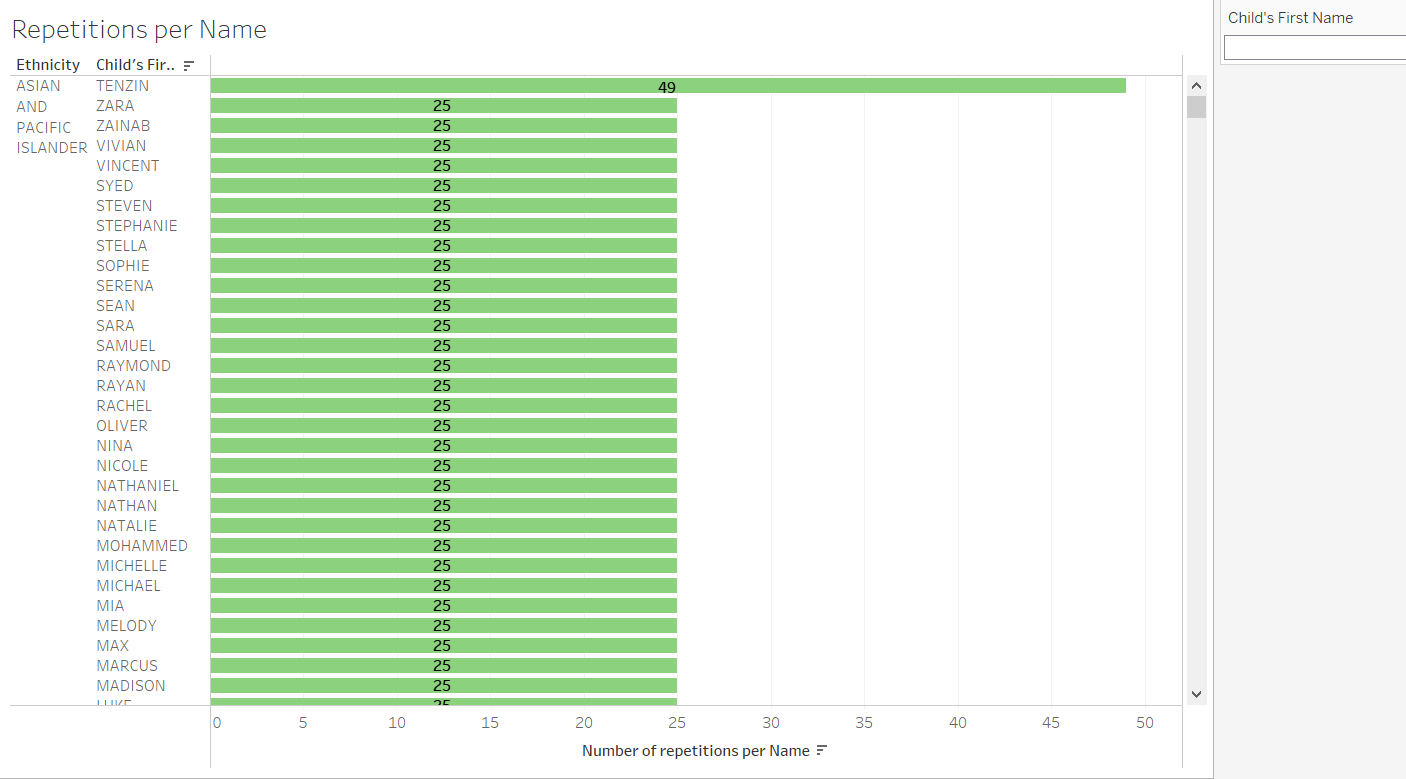 Repetitions per Name
Child's First Name
Ethnicity Child's Fir..
ASIAN TENZIN 49
AND ZARA 25
PACIFIC ZAINAB 25
ISLANDER VIVIAN 25
VINCENT 25
SYED 25
STEVEN 25
STEPHANIE 25
STELLA 25
SOPHIE 25
SERENA 25
SEAN 25
SARA 25
SAMUEL 25
RAYMOND 25
RAYAN 25
RACHEL 25
OLIVER 25
NINA 25
NICOLE 25
NATHANIEL 25
NATHAN 25
NATALIE 25
MOHAMMED 25
MICHELLE 25
MICHAEL 25
MIA 25
MELODY 25
MAX 25
MARCUS 25
MADISON 25
LUKE 25
0 5 10 15 20 25 30 35 40 45 50
Number of repetitions per Name